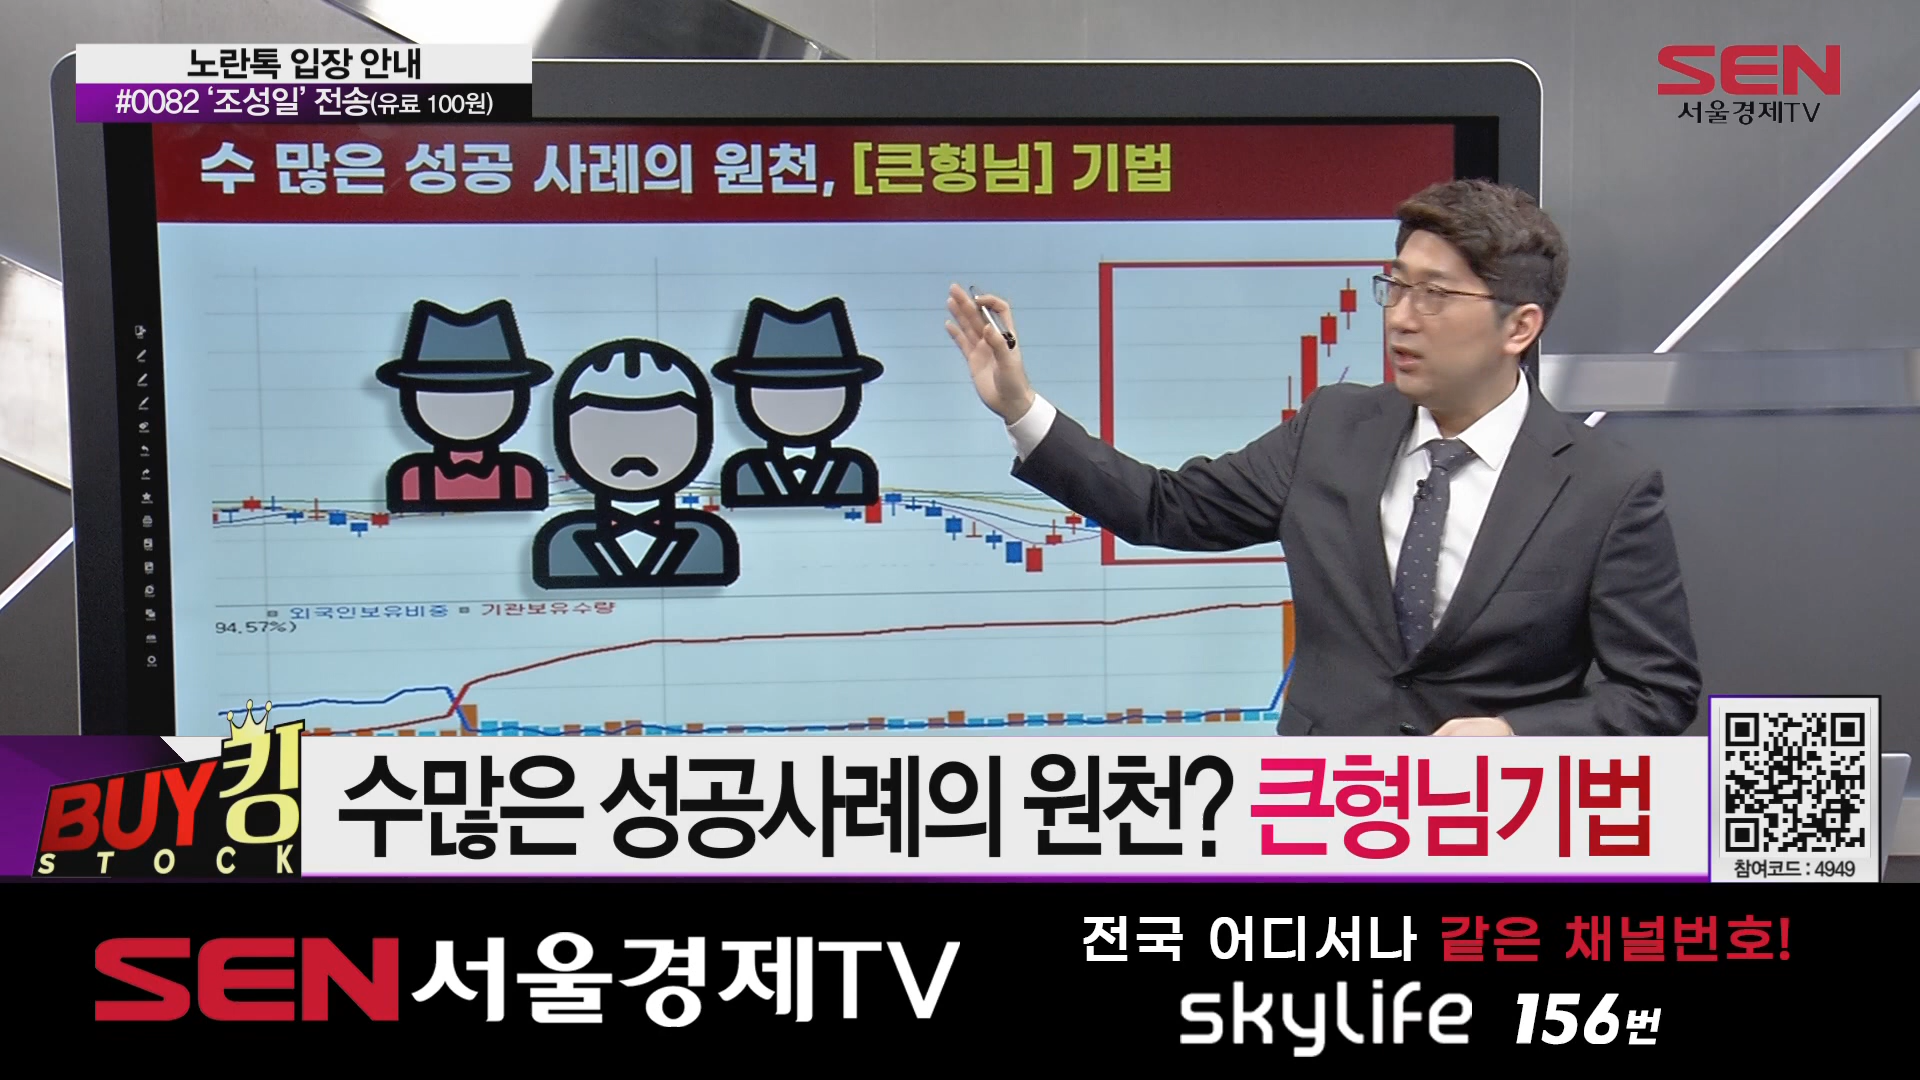 노란톡 입장 안내
#0082 ‘조성일’ 전송(유료 100원)
SEN
서울경제TV
수 많은 성공 사례의 원천, [큰형님] 기법
외국인보유비중 기관보유수량
94.57%)
BUY킹
STOCK
수많은 성공사례의 원천? 큰형님기법
참여코드 : 4949
SEN서울경제TV
전국 어디서나 같은 채널번호!
skylife 156번